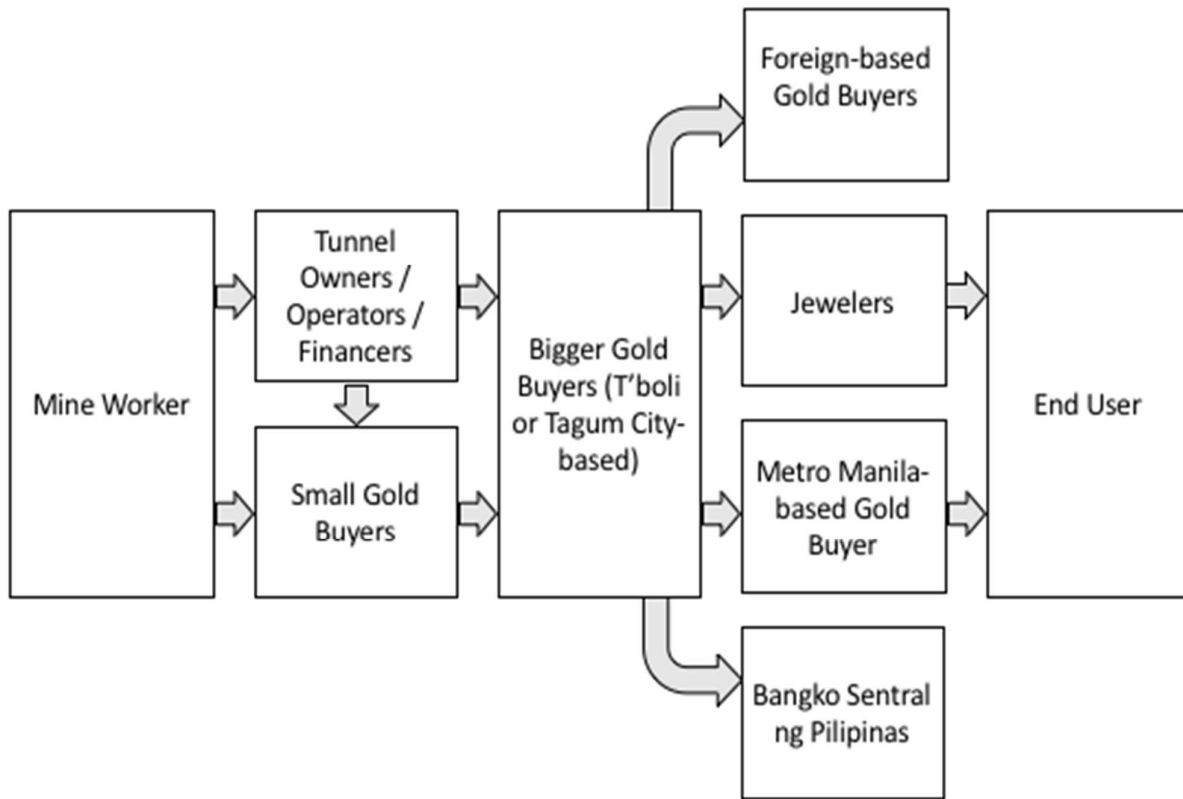 Foreign-based
Gold Buyers
Mine Worker
Tunnel
Owners /
Operators /
Financers
Small Gold
Buyers
Bigger Gold
Buyers (T'boli
or Tagum City-
based)
Jewelers
Metro Manila-
based Gold
Buyer
Bangko Sentral
ng Pilipinas
End User